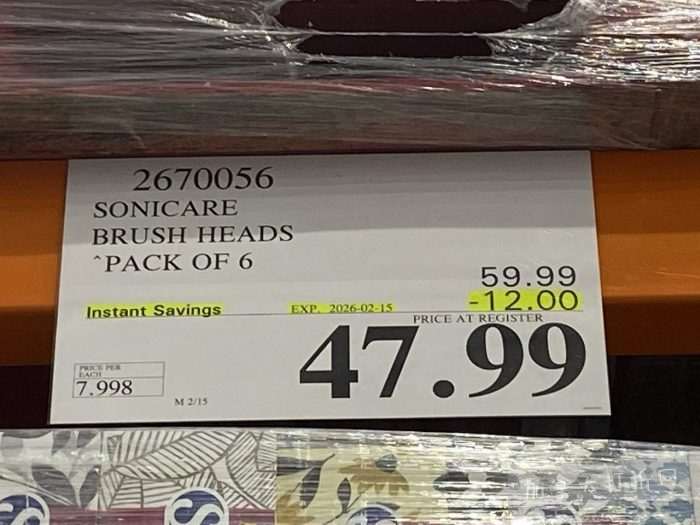 2670056
SONICARE
BRUSH HEADS
^PACK OF 6
59.99
Instant Savings EXP. 2026-02-15 -12.00
PRICE AT REGISTER
47.99
PRICE PER
EACH
7.998
M 2/15